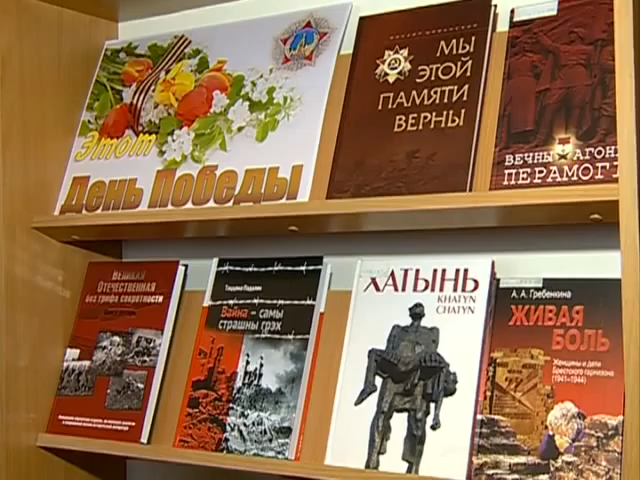 Этот
День Победы
МЫ
ЭТОЙ
ПАМЯТИ
ВЕРНЫ
ВЕЧНЫ АГОН
ПЕРАМОГ
ВЕЛИКАЯ
ОТЕЧЕСТВЕННАЯ
без грифа секретности
Вайна – самы
страшны грэх
ХАТЫНЬ
KHATYN
CHATYN
А. А. Гребенкина
ЖИВАЯ
БОЛЬ
Женщины и дети
Брестского гарнизона
(1941–1944)